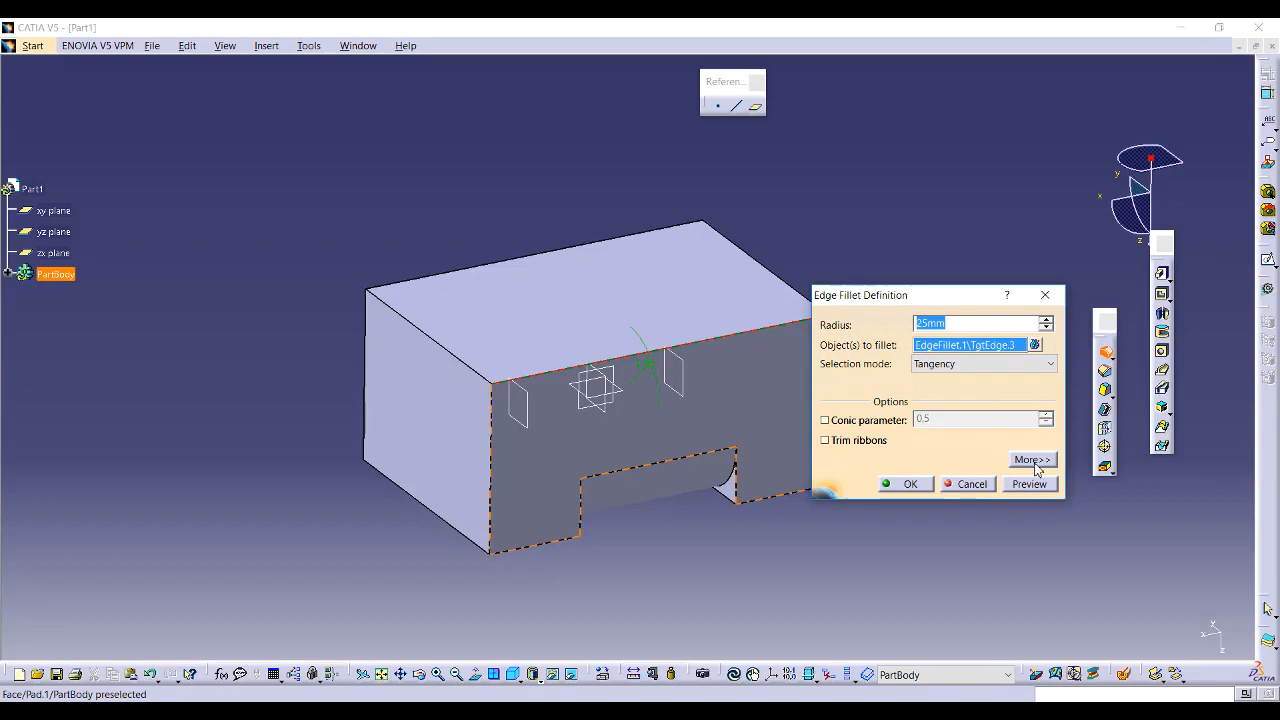 CATIA V5 - [Part1]
Start ENOVIA V5 VPM File Edit View Insert Tools Window Help
Referen...
y
x
z
Part1
xy plane
yz plane
zx plane
PartBody
Edge Fillet Definition ? 
Radius: 25mm
Object(s) to fillet: EdgeFillet.1\TgtEdge.3
Selection mode: Tangency
Options
Conic parameter: 0,5
Trim ribbons
More>>
OK Cancel Preview
y
x
z
PartBody
CATIA
Face/Pad.1/PartBody preselected